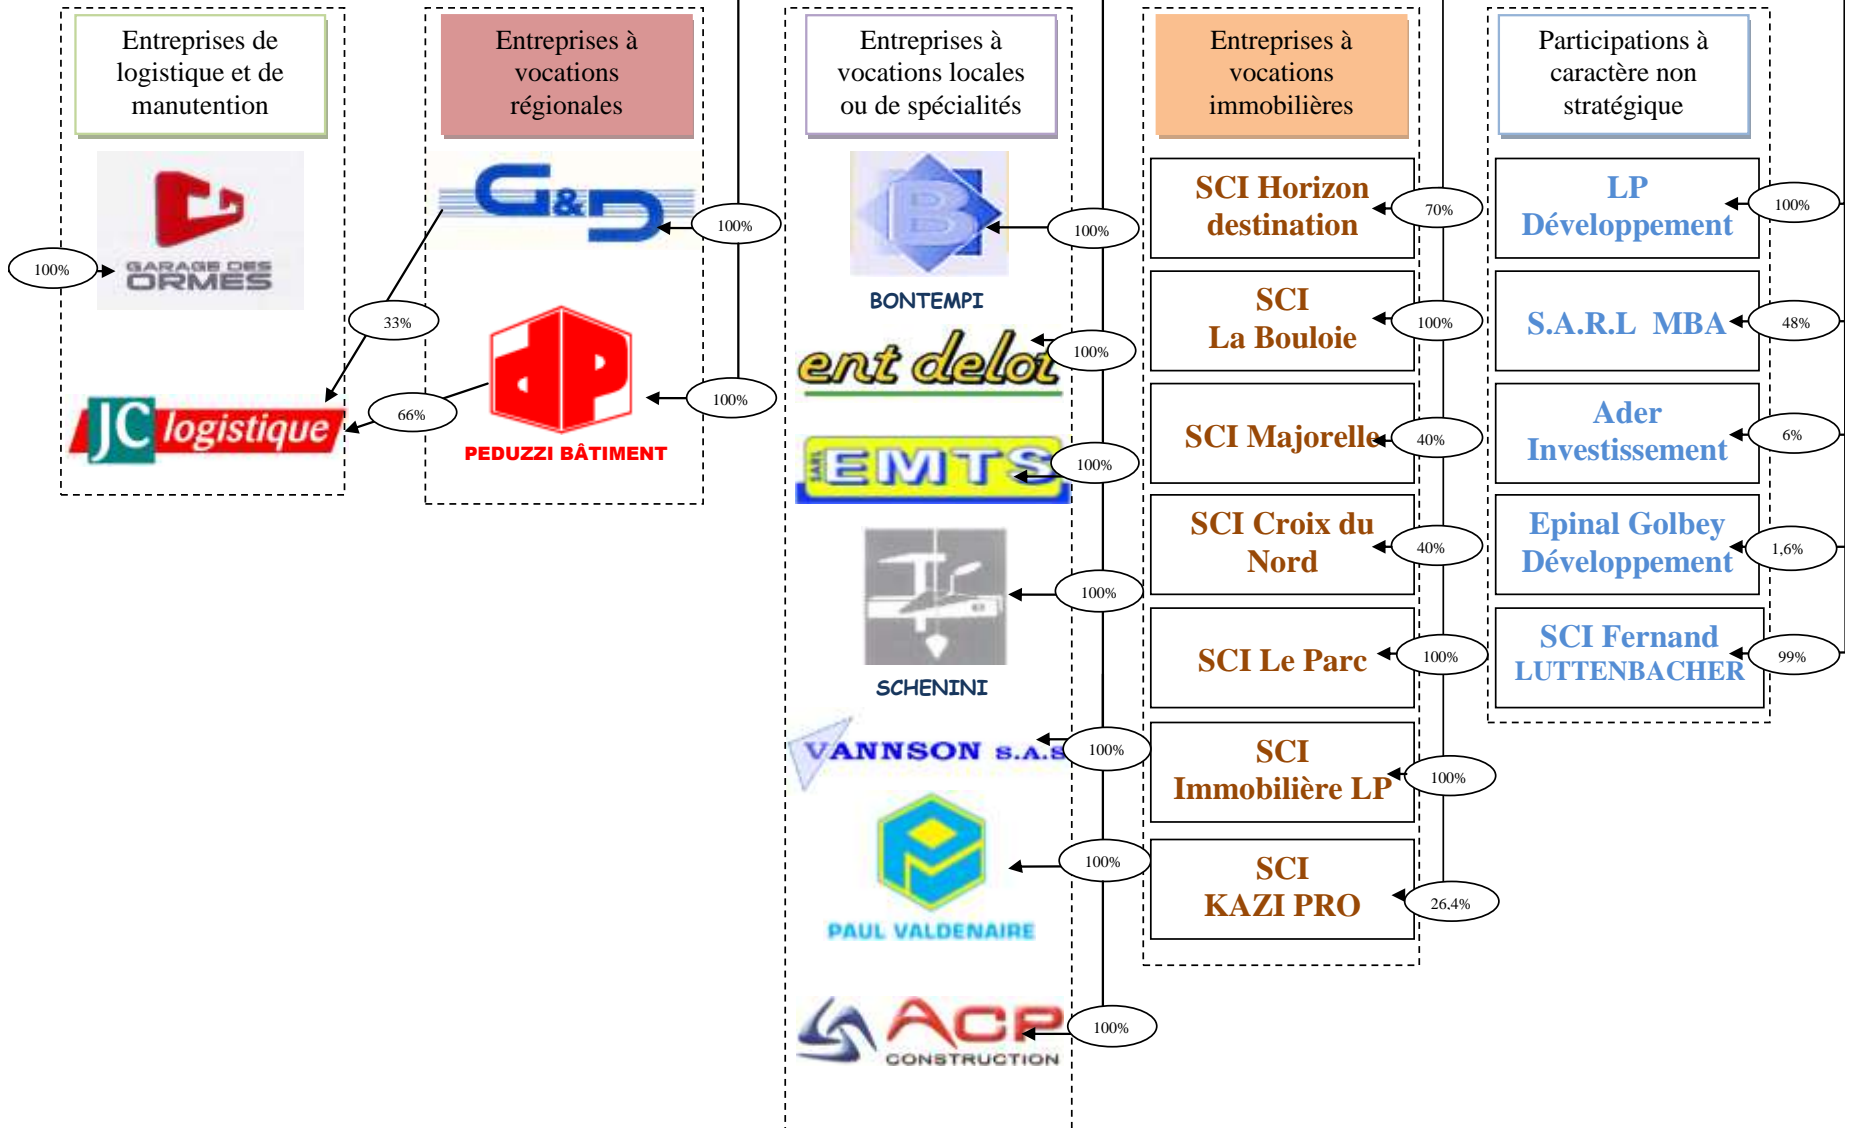 Entreprises de
logistique et de
manutention
100%
GARAGE DES
ORMES
JC logistique
Entreprises à
vocations
régionales
G&D
100%
33%
66%
PEDUZZI BÂTIMENT
100%
Entreprises à
vocations locales
ou de spécialités
B
BONTEMPI
100%
ent delot
100%
SARL EMTS
100%
SCHENINI
100%
VANNSON S.A.S
100%
PAUL VALDENAIRE
100%
ACP
CONSTRUCTION
100%
Entreprises à
vocations
immobilières
SCI Horizon
destination
70%
SCI
La Bouloie
100%
SCI Majorelle
40%
SCI Croix du
Nord
40%
SCI Le Parc
100%
SCI
Immobilière LP
100%
SCI
KAZI PRO
26,4%
Participations à
caractère non
stratégique
LP
Développement
100%
S.A.R.L MBA
48%
Ader
Investissement
6%
Epinal Golbey
Développement
1,6%
SCI Fernand
LUTTENBACHER
99%